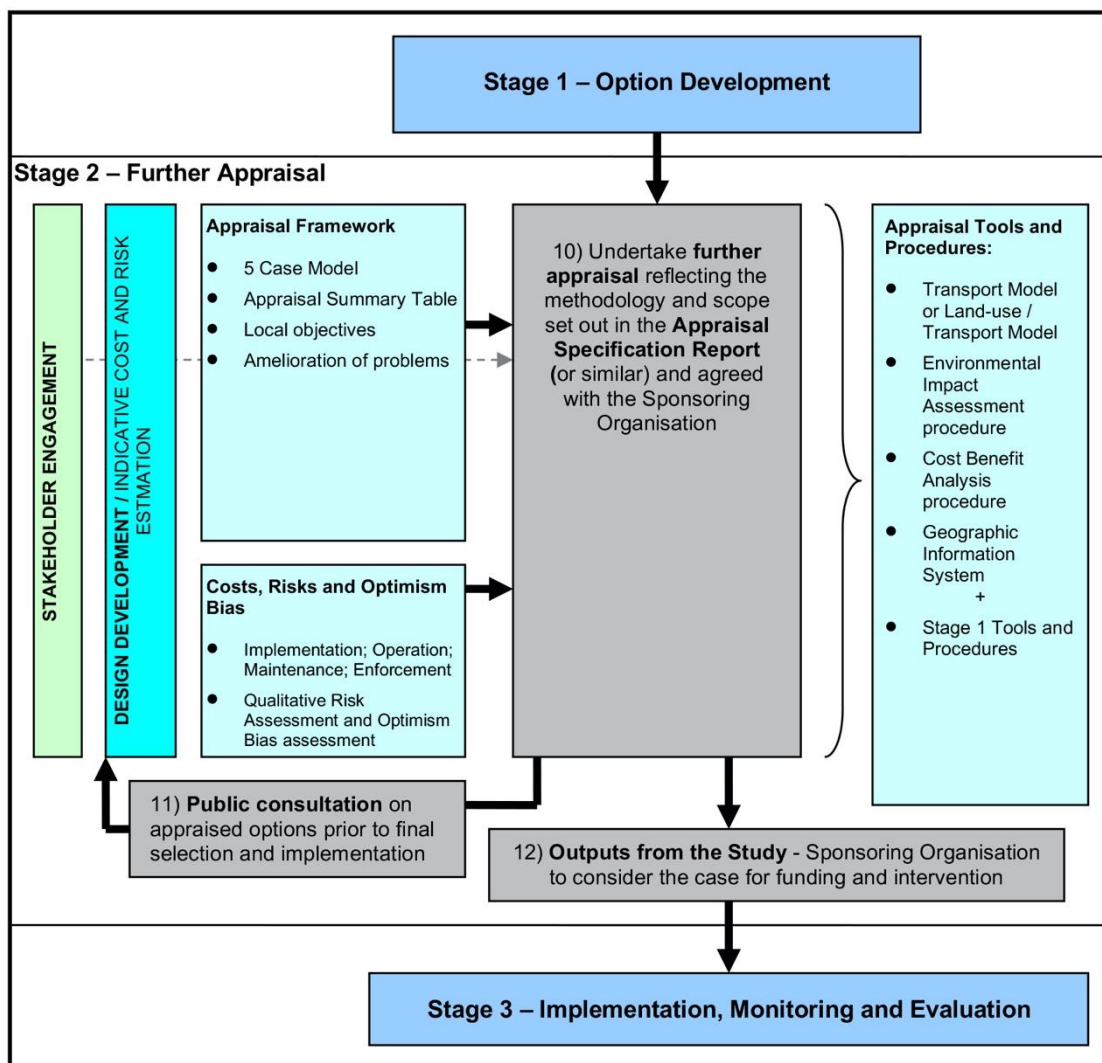 Stage 1 – Option Development
Stage 2 – Further Appraisal
STAKEHOLDER ENGAGEMENT
DESIGN DEVELOPMENT / INDICATIVE COST AND RISK
ESTMATION
Appraisal Framework
● 5 Case Model
● Appraisal Summary Table
● Local objectives
● Amelioration of problems
Costs, Risks and Optimism
Bias
● Implementation; Operation;
Maintenance; Enforcement
● Qualitative Risk
Assessment and Optimism
Bias assessment
10) Undertake further
appraisal reflecting the
methodology and scope
set out in the Appraisal
Specification Report
(or similar) and agreed
with the Sponsoring
Organisation
Appraisal Tools and
Procedures:
● Transport Model
or Land-use /
Transport Model
● Environmental
Impact
Assessment
procedure
● Cost Benefit
Analysis
procedure
● Geographic
Information
System
+
● Stage 1 Tools and
Procedures
11) Public consultation on
appraised options prior to final
selection and implementation
12) Outputs from the Study - Sponsoring Organisation
to consider the case for funding and intervention
Stage 3 – Implementation, Monitoring and Evaluation